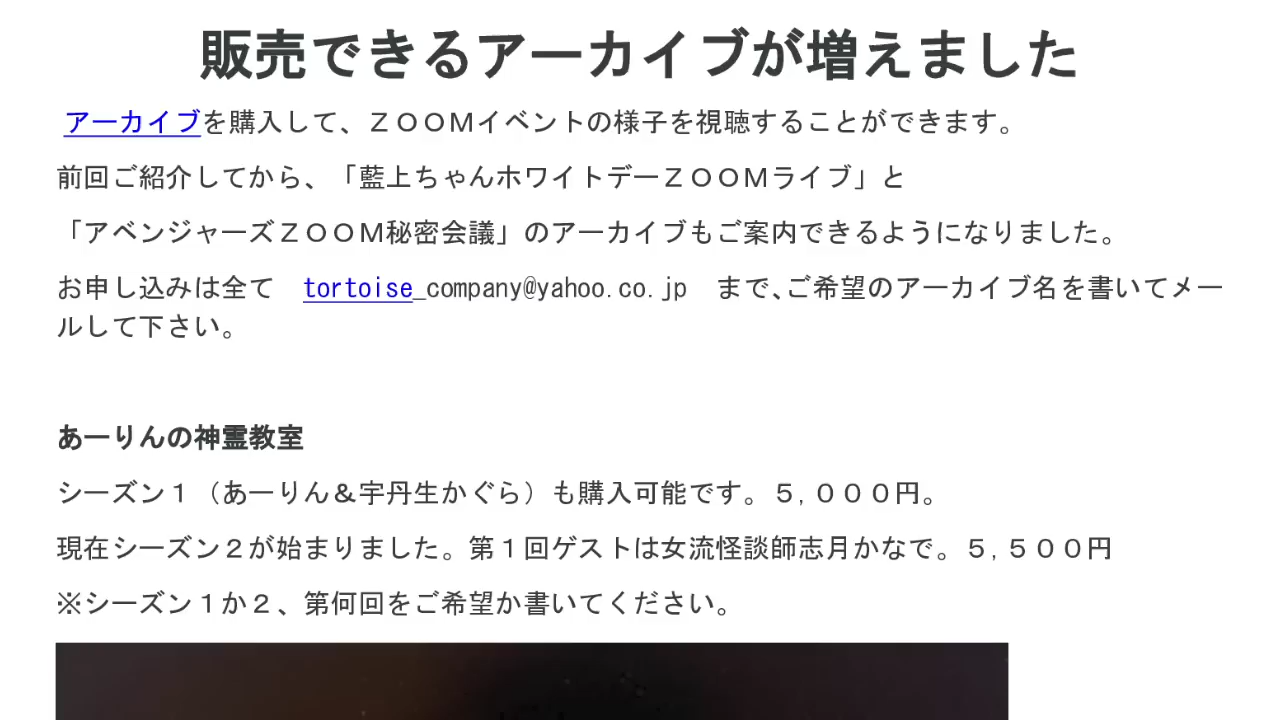 販売できるアーカイブが増えました
アーカイブを購入して、ＺＯＯＭイベントの様子を視聴することができます。
前回ご紹介してから、「藍上ちゃんホワイトデーＺＯＯＭライブ」と
「アベンジャーズＺＯＯＭ秘密会議」のアーカイブもご案内できるようになりました。
お申し込みは全て　tortoise_company@yahoo.co.jp　まで､ご希望のアーカイブ名を書いてメー
ルして下さい。
あーりんの神霊教室
シーズン１（あーりん＆宇丹生かぐら）も購入可能です。５,０００円。
現在シーズン２が始まりました。第１回ゲストは女流怪談師志月かなで。５,５００円
※シーズン１か２、第何回をご希望か書いてください。